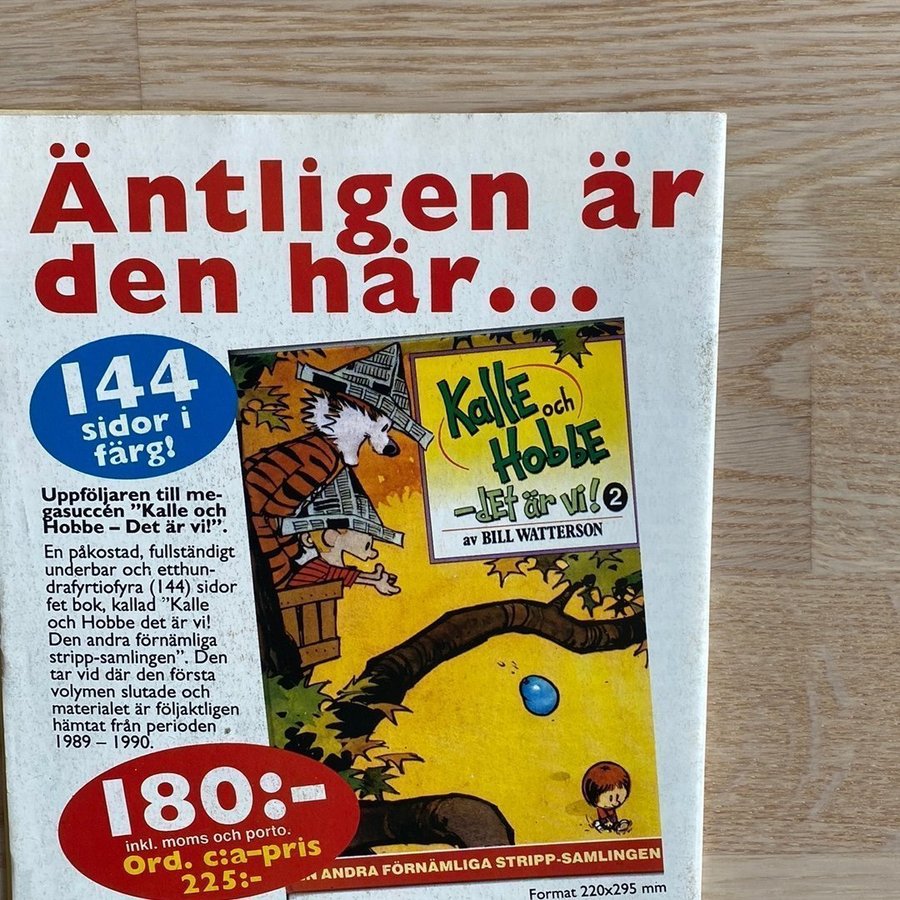 Äntligen är
den här...
144
sidor i
färg!
Uppföljaren till me-
gasuccén ”Kalle och
Hobbe – Det är vi!”.
En påkostad, fullständigt
underbar och etthun-
drafyrtiofyra (144) sidor
fet bok, kallad ”Kalle
och Hobbe det är vi!
Den andra förnämliga
stripp-samlingen”. Den
tar vid där den första
volymen slutade och
materialet är följaktligen
hämtat från perioden
1989 – 1990.
180:-
inkl. moms och porto.
Ord. c:a-pris
225:-
Kalle och
Hobbe
– det är vi! 2
av BILL WATTERSON
ANDRA FÖRNÄMLIGA STRIPP-SAMLINGEN
Format 220x295 mm